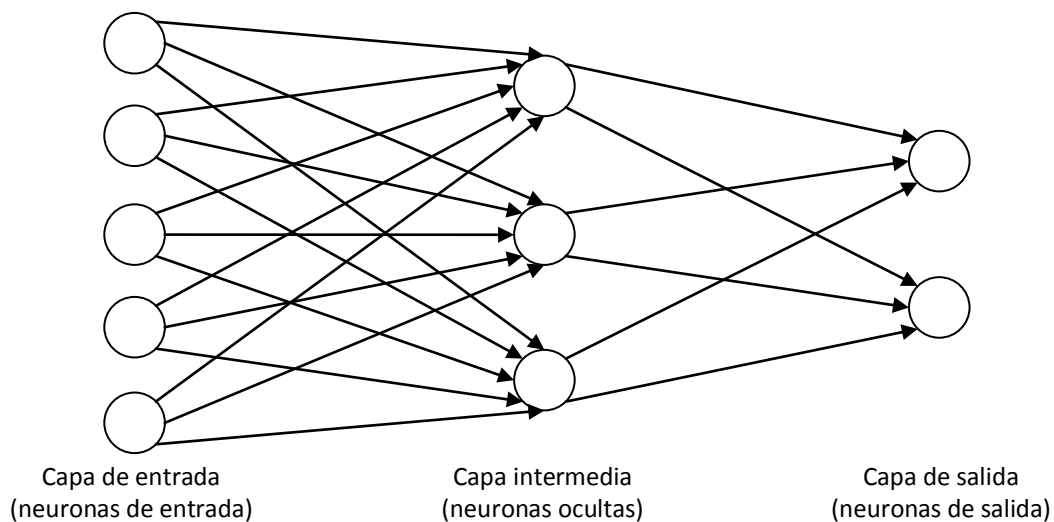 Capa de entrada
(neuronas de entrada)
Capa intermedia
(neuronas ocultas)
Capa de salida
(neuronas de salida)